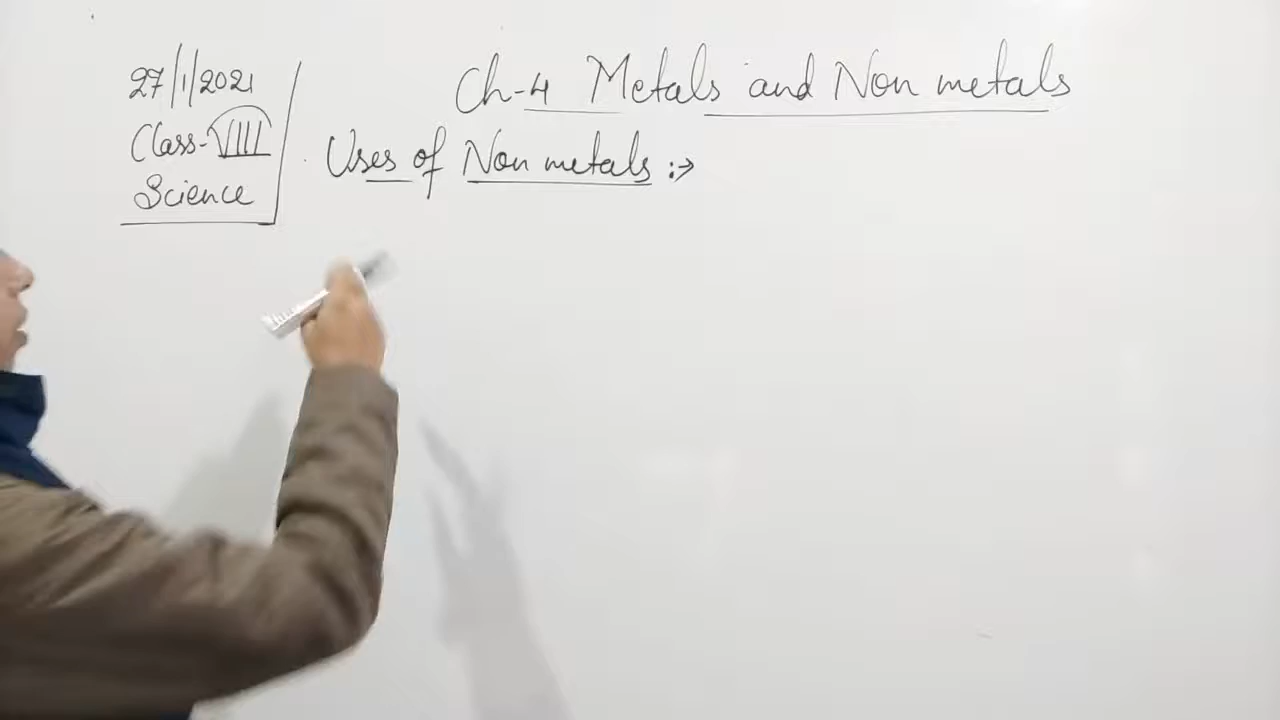 27/1/2021
Class-VIII
Science
Ch-4 Metals and Non metals
Uses of Non metals :→